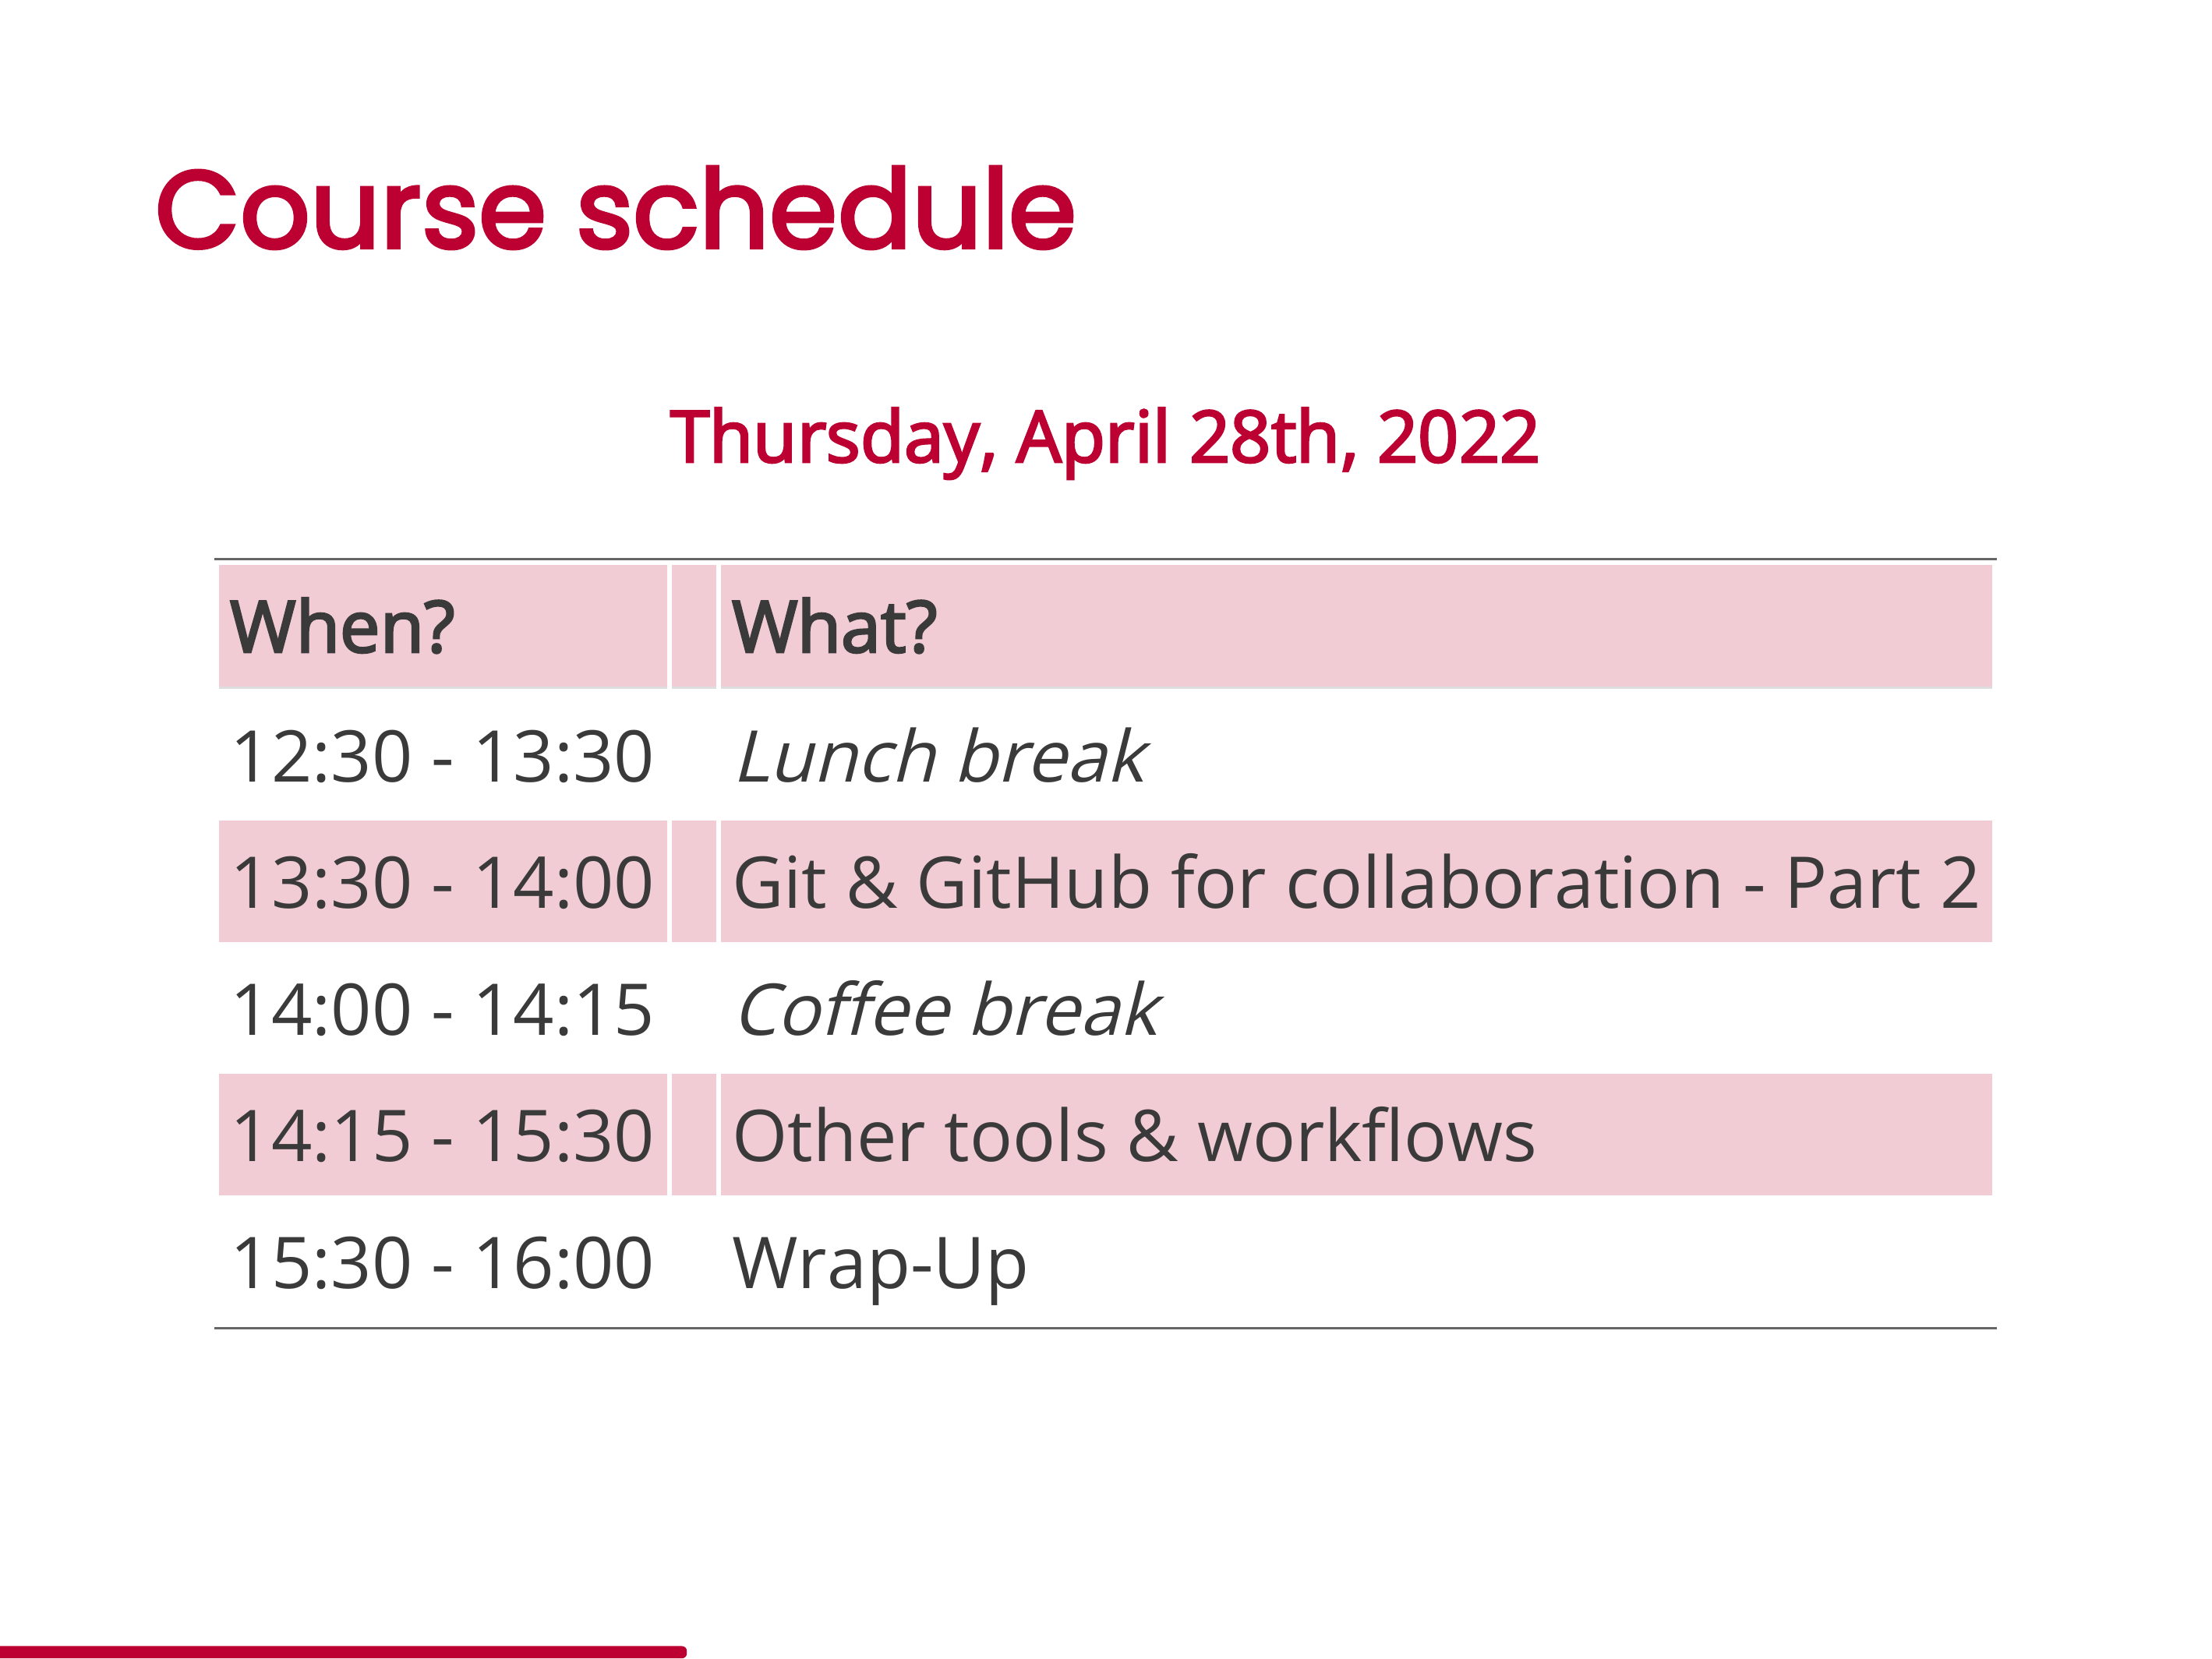 Course schedule
Thursday, April 28th, 2022
When? What?
12:30 - 13:30 Lunch break
13:30 - 14:00 Git & GitHub for collaboration - Part 2
14:00 - 14:15 Coffee break
14:15 - 15:30 Other tools & workflows
15:30 - 16:00 Wrap-Up